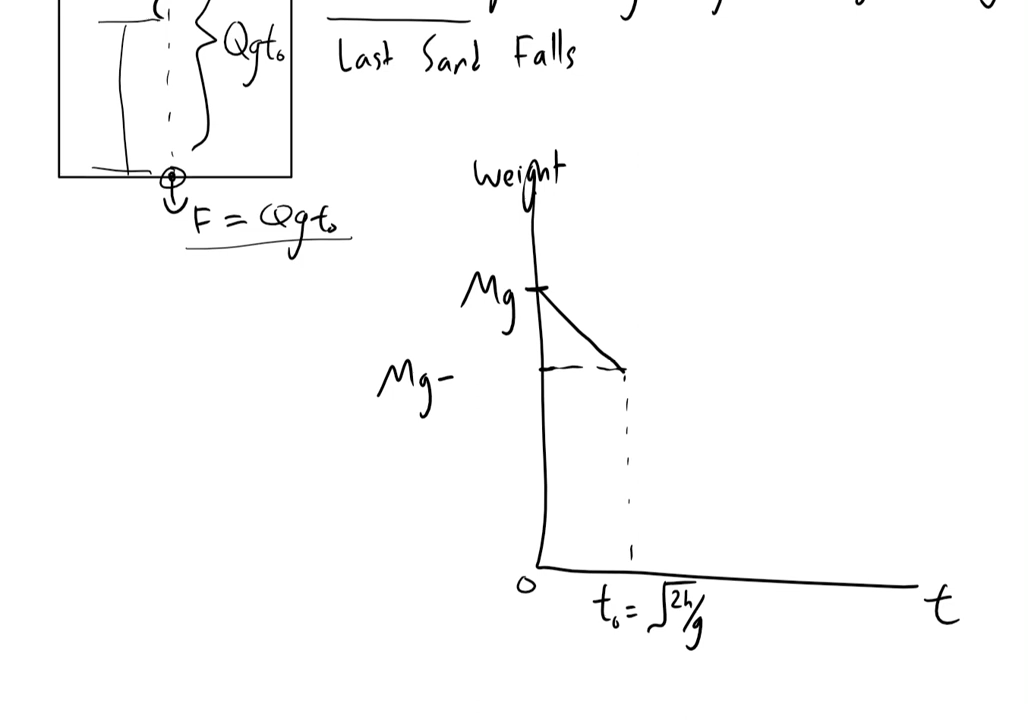 Qgt₀
Last Sand Falls
F = Qgt₀
Weight
Mg
Mg-
0
t₀ = √2h/g
t